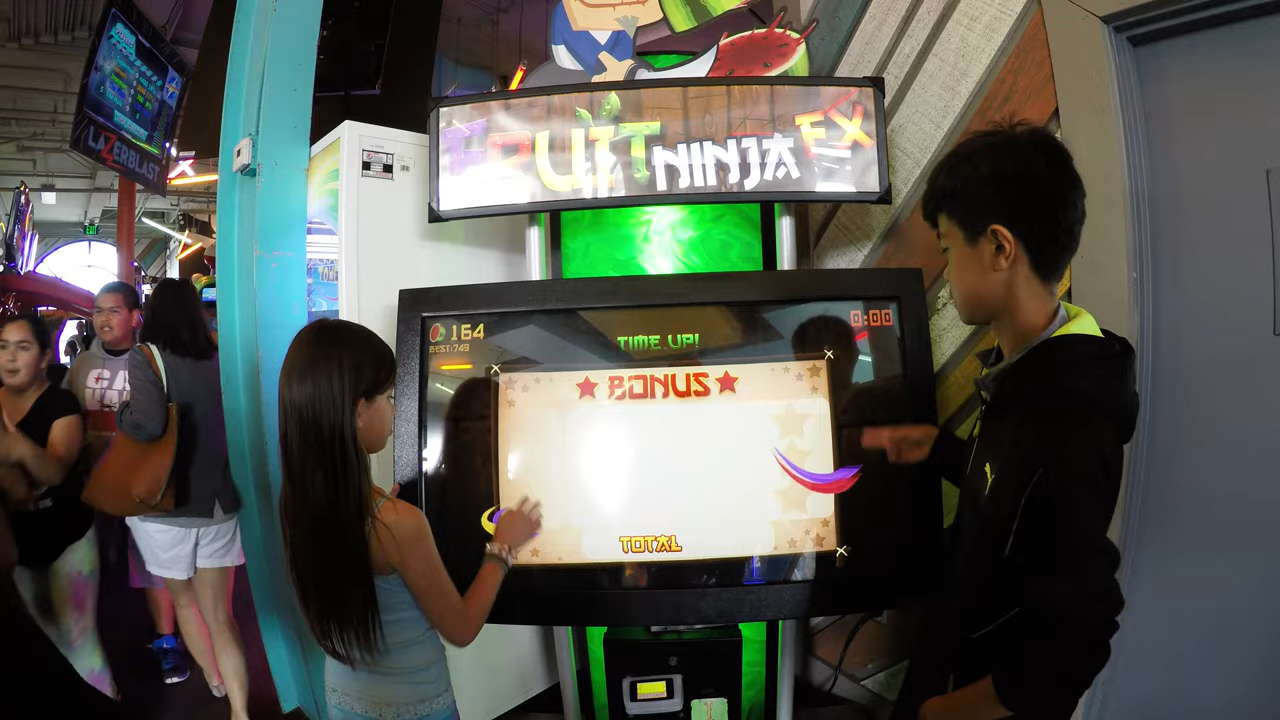 LAZERBLAST
FRUIT NINJA FX
164
BEST:749
TIME UP!
0:00
BONUS
TOTAL